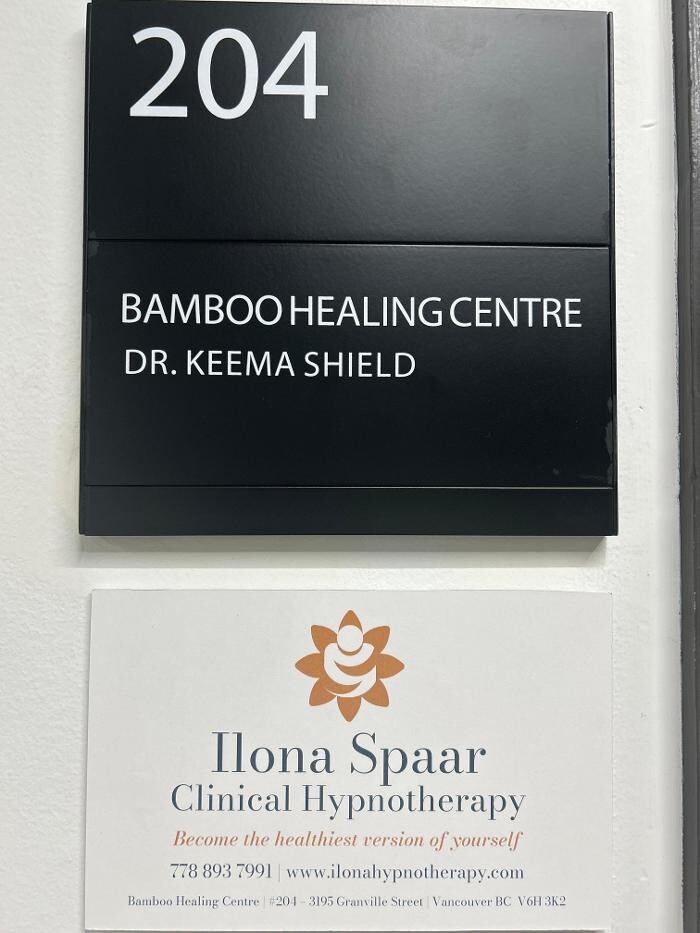 204
BAMBOO HEALING CENTRE
DR. KEEMA SHIELD
Ilona Spaar
Clinical Hypnotherapy
Become the healthiest version of yourself
778 893 7991 | www.ilonahypnotherapy.com
Bamboo Healing Centre | #204 – 3195 Granville Street | Vancouver BC V6H 3K2